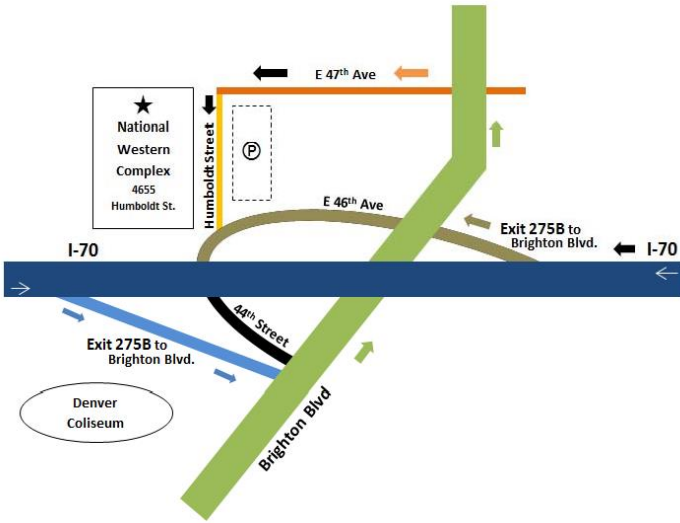 E 47th Ave
National
Western
Complex
4655
Humboldt St.
Humboldt Street
P
E 46th Ave
Exit 275B to
Brighton Blvd.
I-70
I-70
44th Street
Exit 275B to
Brighton Blvd.
Denver
Coliseum
Brighton Blvd